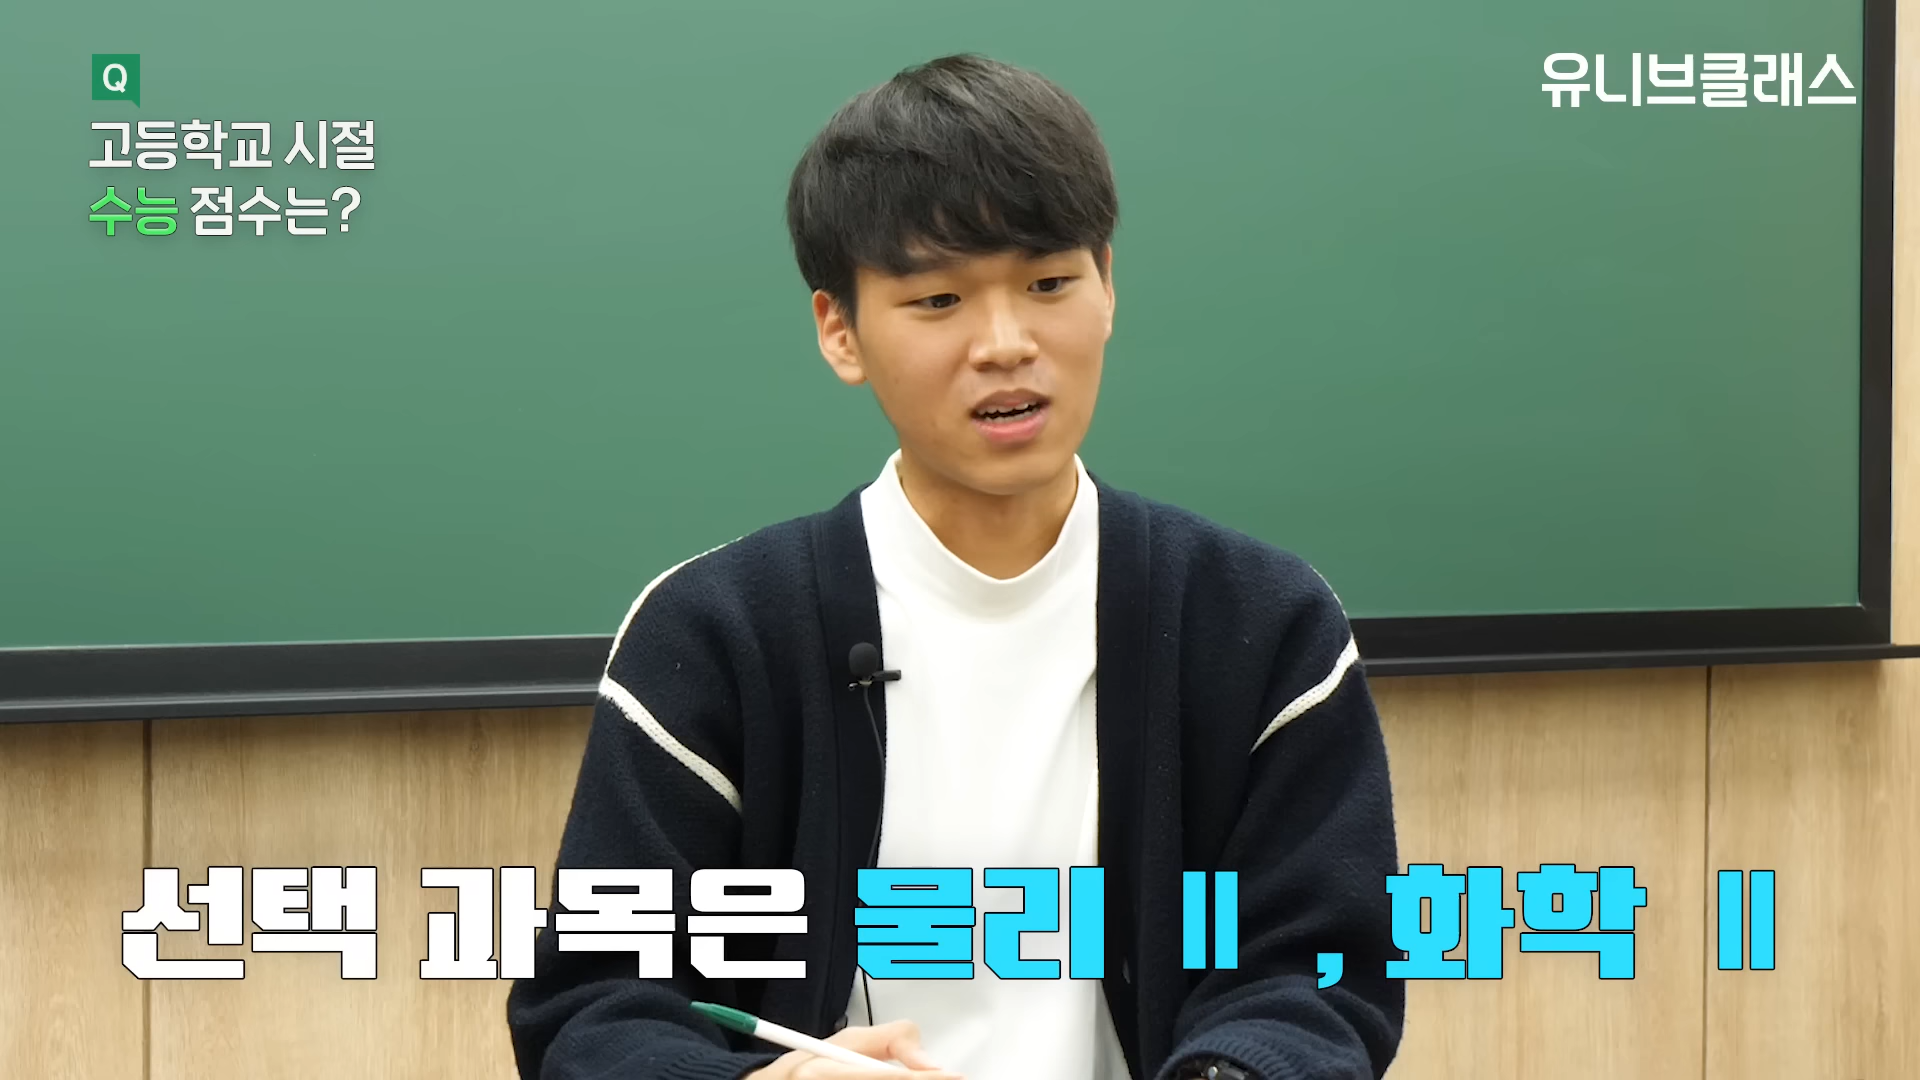 Q
유니브클래스
고등학교 시절
수능 점수는?
선택 과목은 물리 Ⅱ , 화학 Ⅱ